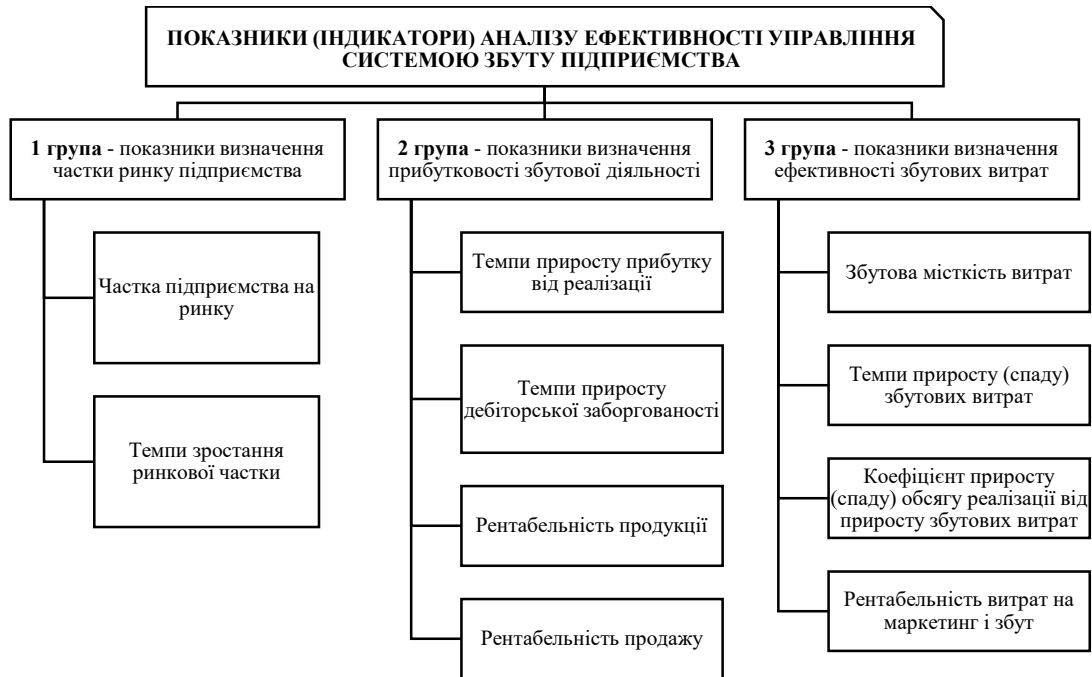 ПОКАЗНИКИ (ІНДИКАТОРИ) АНАЛІЗУ ЕФЕКТИВНОСТІ УПРАВЛІННЯ
СИСТЕМОЮ ЗБУТУ ПІДПРИЄМСТВА
1 група - показники визначення
частки ринку підприємства
Частка підприємства на
ринку
Темпи зростання
ринкової частки
2 група - показники визначення
прибутковості збутової діяльності
Темпи приросту прибутку
від реалізації
Темпи приросту
дебіторської заборгованості
Рентабельність продукції
Рентабельність продажу
3 група - показники визначення
ефективності збутових витрат
Збутова місткість витрат
Темпи приросту (спаду)
збутових витрат
Коефіцієнт приросту
(спаду) обсягу реалізації від
приросту збутових витрат
Рентабельність витрат на
маркетинг і збут